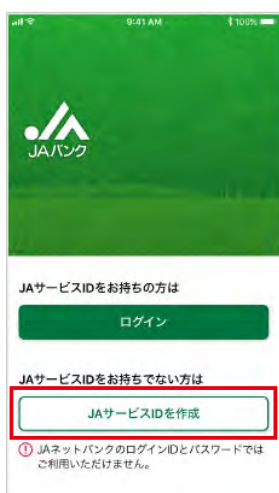 9:41 AM
100%
JAバンク
JAサービスIDをお持ちの方は
ログイン
JAサービスIDをお持ちでない方は
JAサービスIDを作成
JAネットバンクのログインIDとパスワードでは
ご利用いただけません。